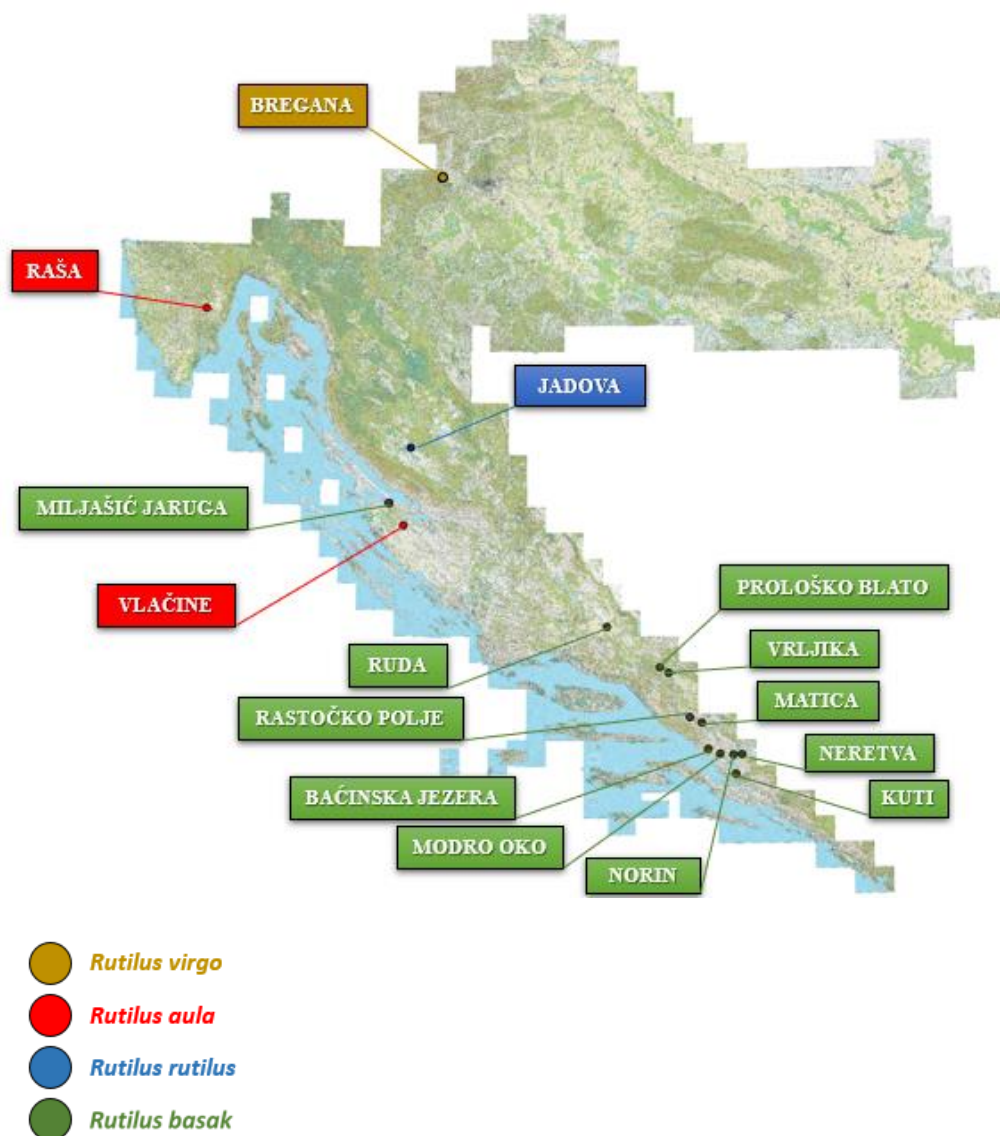 BREGANA
RAŠA
JADOVA
MILJAŠIĆ JARUGA
VLAČINE
PROLOŠKO BLATO
VRLJIKA
RUDA
MATICA
RASTOČKO POLJE
NERETVA
BAĆINSKA JEZERA
KUTI
MODRO OKO
NORIN
Rutilus virgo
Rutilus aula
Rutilus rutilus
Rutilus basak